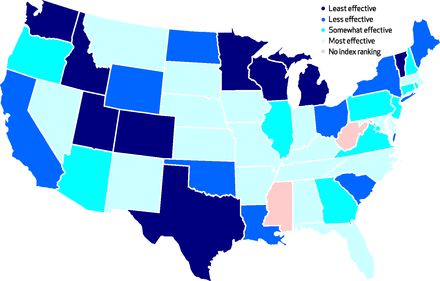 Least effective
Less effective
Somewhat effective
Most effective
No index ranking